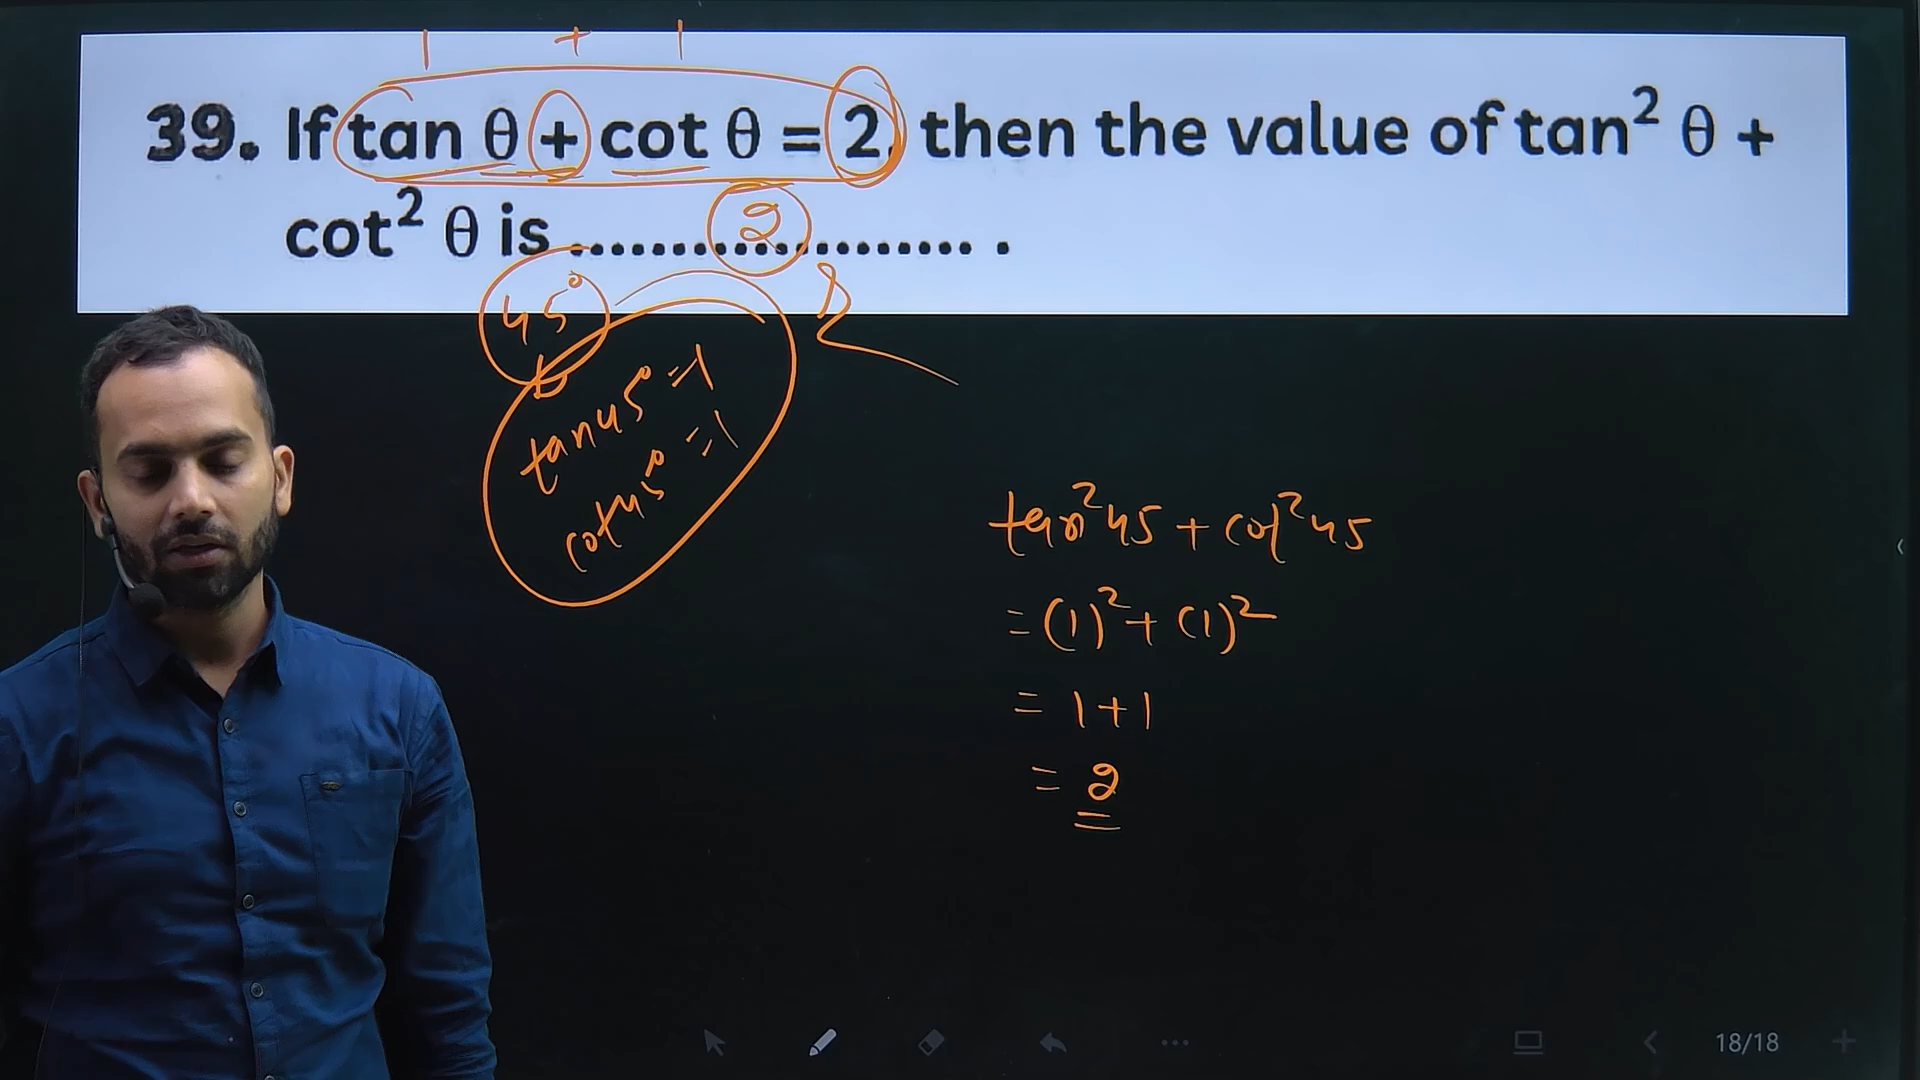 1 + 1
39. If tan θ + cot θ = 2, then the value of tan² θ +
cot² θ is .................... .
2
45°
tan45° = 1
cot45° = 1
tan²45 + cot²45
= (1)² + (1)²
= 1 + 1
= 2
18/18